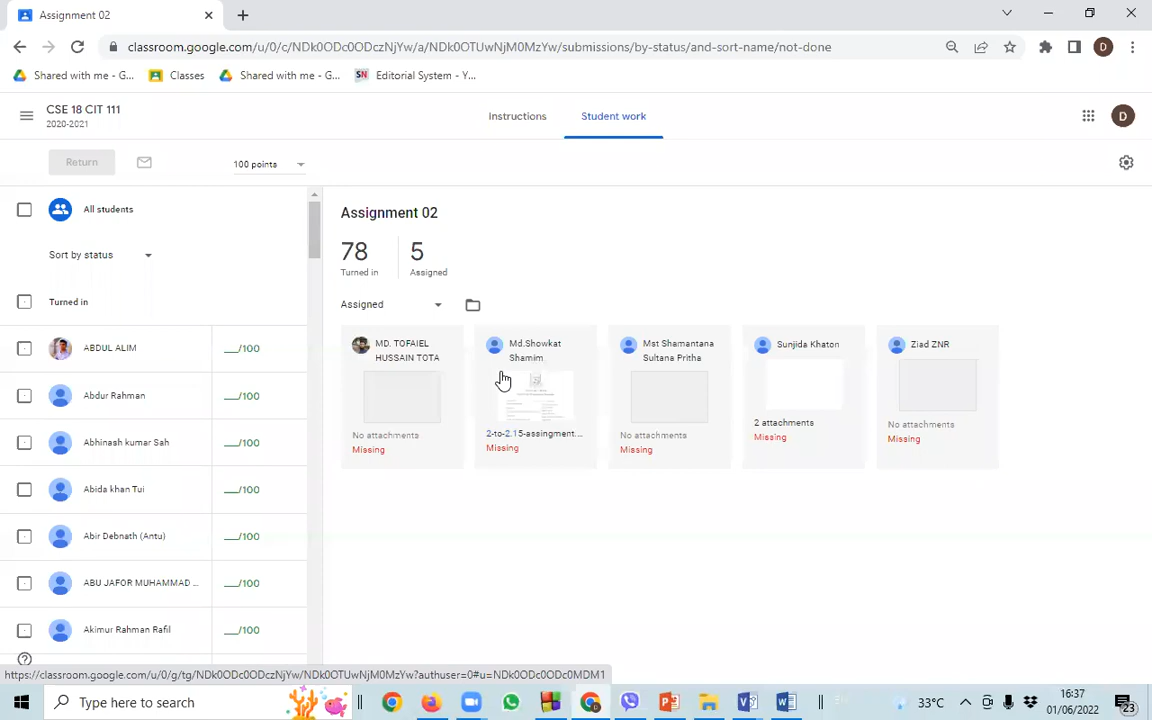 Assignment 02
classroom.google.com/u/0/c/NDk0ODc0ODczNjYw/a/NDk0OTUwNjM0MzYw/submissions/by-status/and-sort-name/not-done
D
Shared with me - G...
Classes
Shared with me - G...
SN
Editorial System - Y...
CSE 18 CIT 111
2020-2021
Instructions
Student work
D
Return
100 points
All students
Assignment 02
78
5
Turned in
Assigned
Sort by status
Turned in
Assigned
ABDUL ALIM
__/100
Abdur Rahman
__/100
Abhinash kumar Sah
__/100
Abida khan Tui
__/100
Abir Debnath (Antu)
__/100
ABU JAFOR MUHAMMAD ...
__/100
Akimur Rahman Rafil
__/100
MD. TOFAIEL
HUSSAIN TOTA
No attachments
Missing
Md.Showkat
Shamim
2-to-2.15-assingment...
Missing
Mst Shamantana
Sultana Pritha
No attachments
Missing
Sunjida Khaton
2 attachments
Missing
Ziad ZNR
No attachments
Missing
https://classroom.google.com/u/0/g/tg/NDk0ODc0ODczNjYw/NDk0OTUwNjM0MzYw?authuser=0#u=NDk0ODc0ODc0MDM1
Type here to search
33°C
16:37
01/06/2022
23